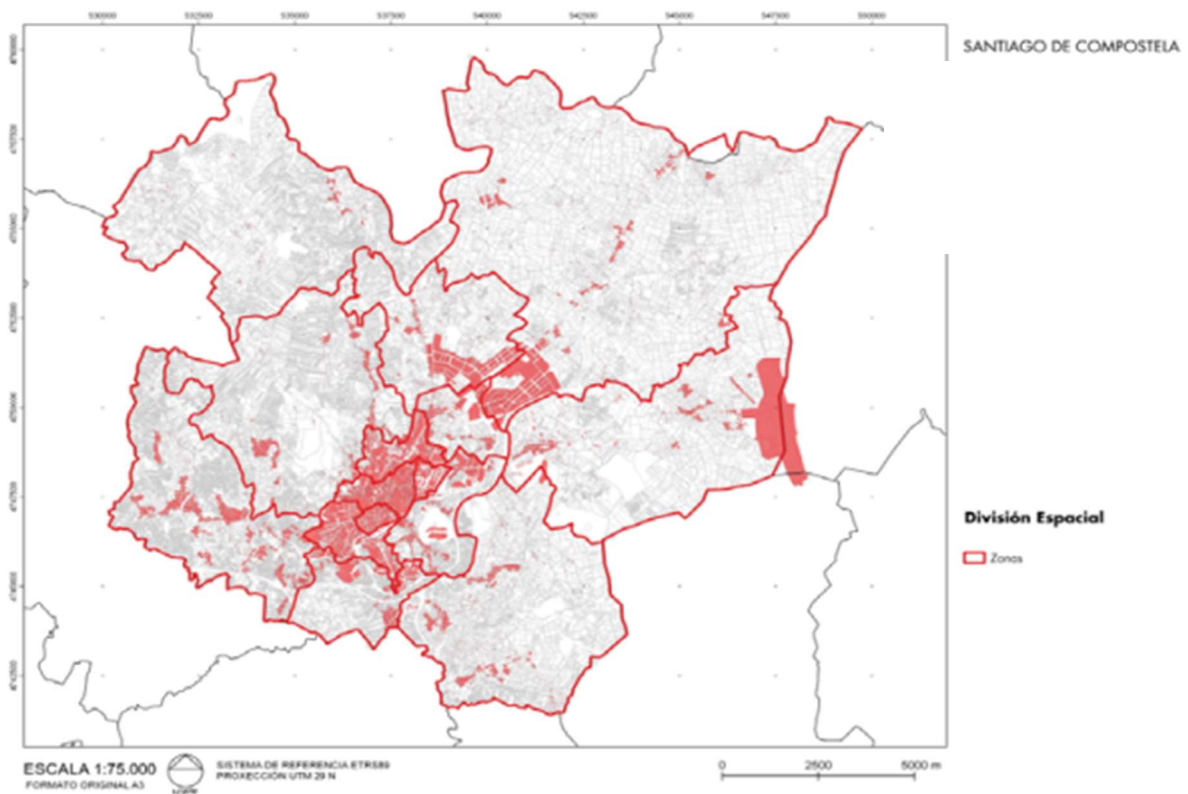 530000 532500 535000 537500 540000 542500 545000 547500 550000
SANTIAGO DE COMPOSTELA
División Espacial
Zonas
ESCALA 1:75.000
FORMATO ORIGINAL A3
SISTEMA DE REFERENCIA ETRS89
PROXECCIÓN UTM 29 N
0 2500 5000 m